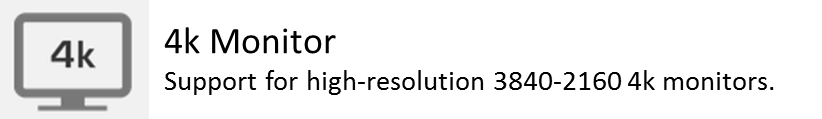 4k
4k Monitor
Support for high-resolution 3840-2160 4k monitors.